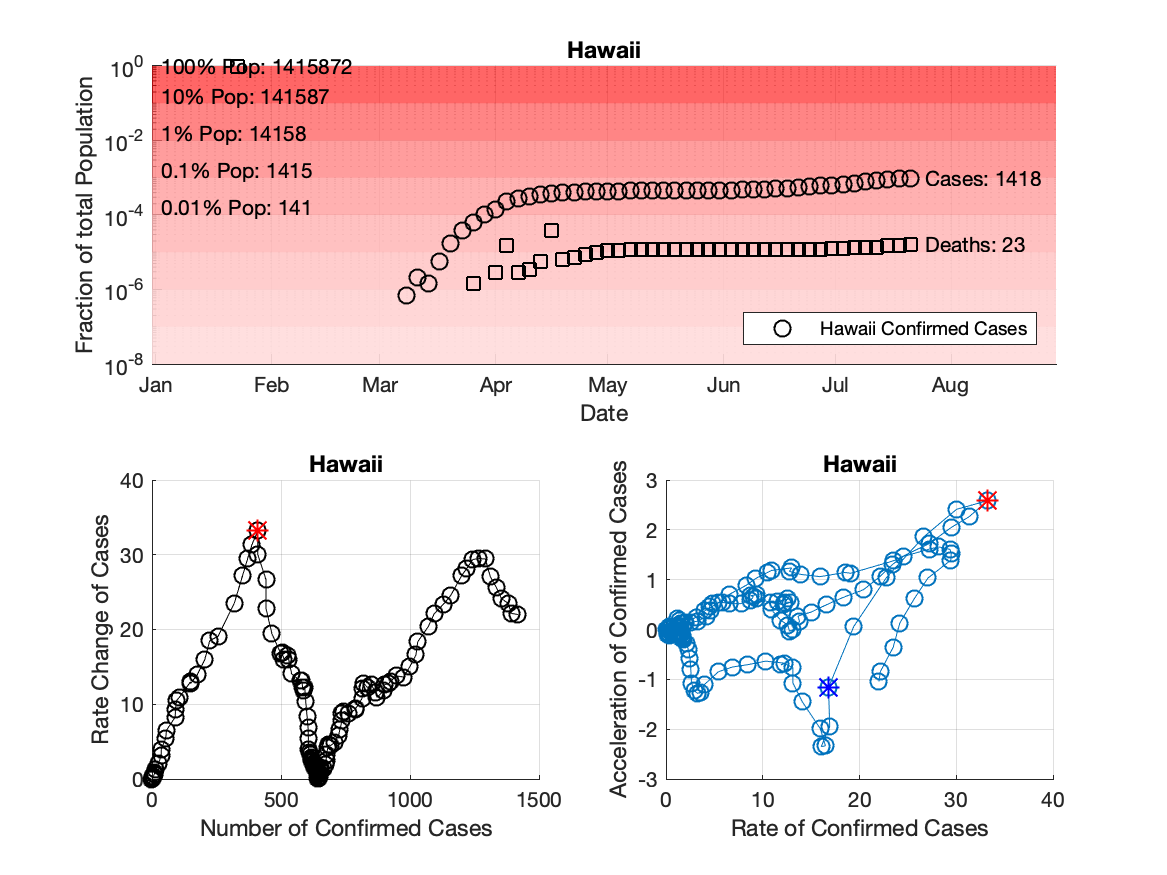 Hawaii
Fraction of total Population
10^0
10^-2
10^-4
10^-6
10^-8
100% Pop: 1415872
10% Pop: 141587
1% Pop: 14158
0.1% Pop: 1415
0.01% Pop: 141
Cases: 1418
Deaths: 23
Hawaii Confirmed Cases
Jan Feb Mar Apr May Jun Jul Aug
Date
Hawaii
Rate Change of Cases
40
30
20
10
0
0 500 1000 1500
Number of Confirmed Cases
Hawaii
Acceleration of Confirmed Cases
3
2
1
0
-1
-2
-3
0 10 20 30 40
Rate of Confirmed Cases